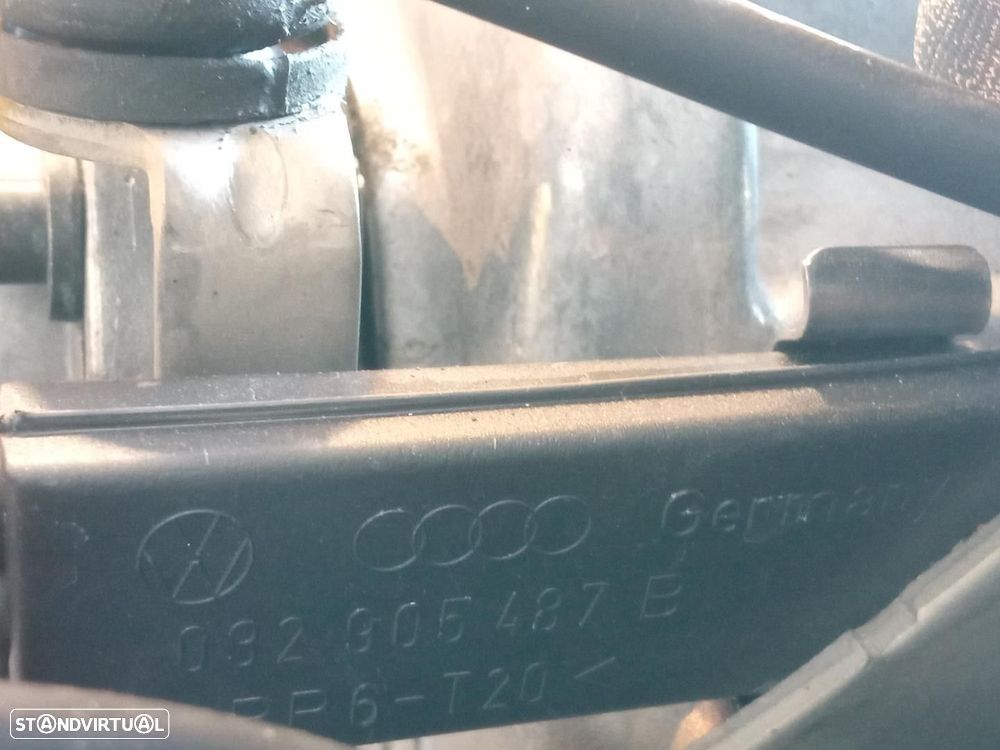 Germany
032 905 487 B
PP6-T20<
STANDVIRTUAL